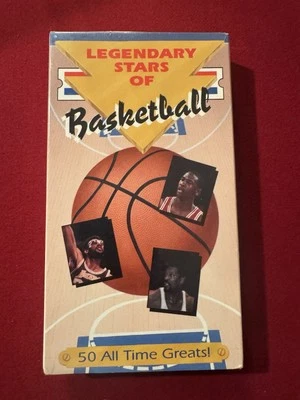 LEGENDARY
STARS
OF
Basketball
50 All Time Greats!